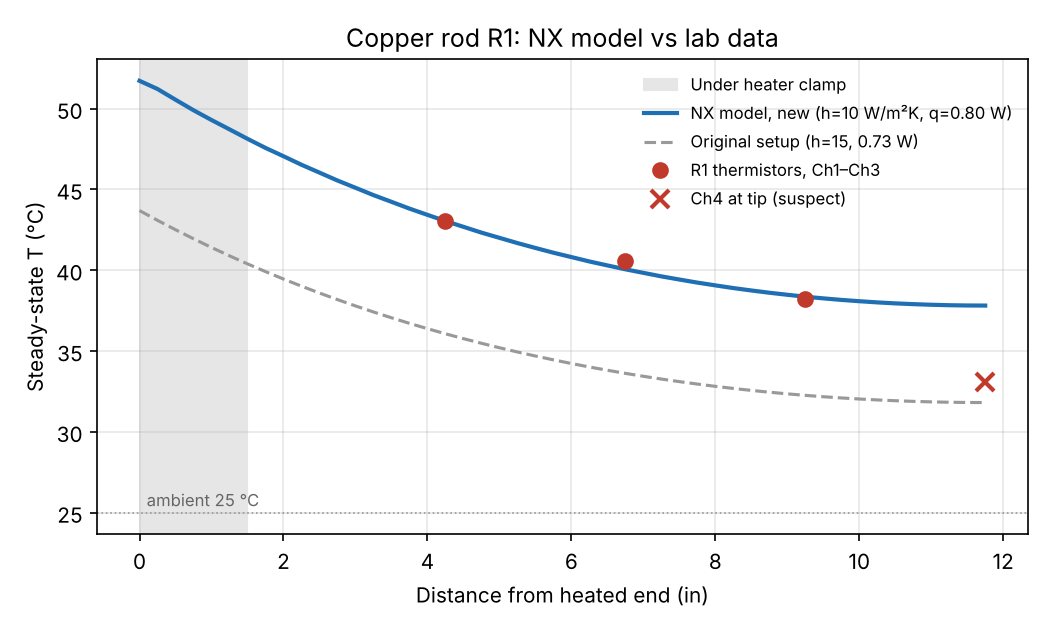 Copper rod R1: NX model vs lab data
Under heater clamp
NX model, new (h=10 W/m²K, q=0.80 W)
Original setup (h=15, 0.73 W)
R1 thermistors, Ch1–Ch3
Ch4 at tip (suspect)
Steady-state T (°C)
50
45
40
35
30
25
ambient 25 °C
0 2 4 6 8 10 12
Distance from heated end (in)